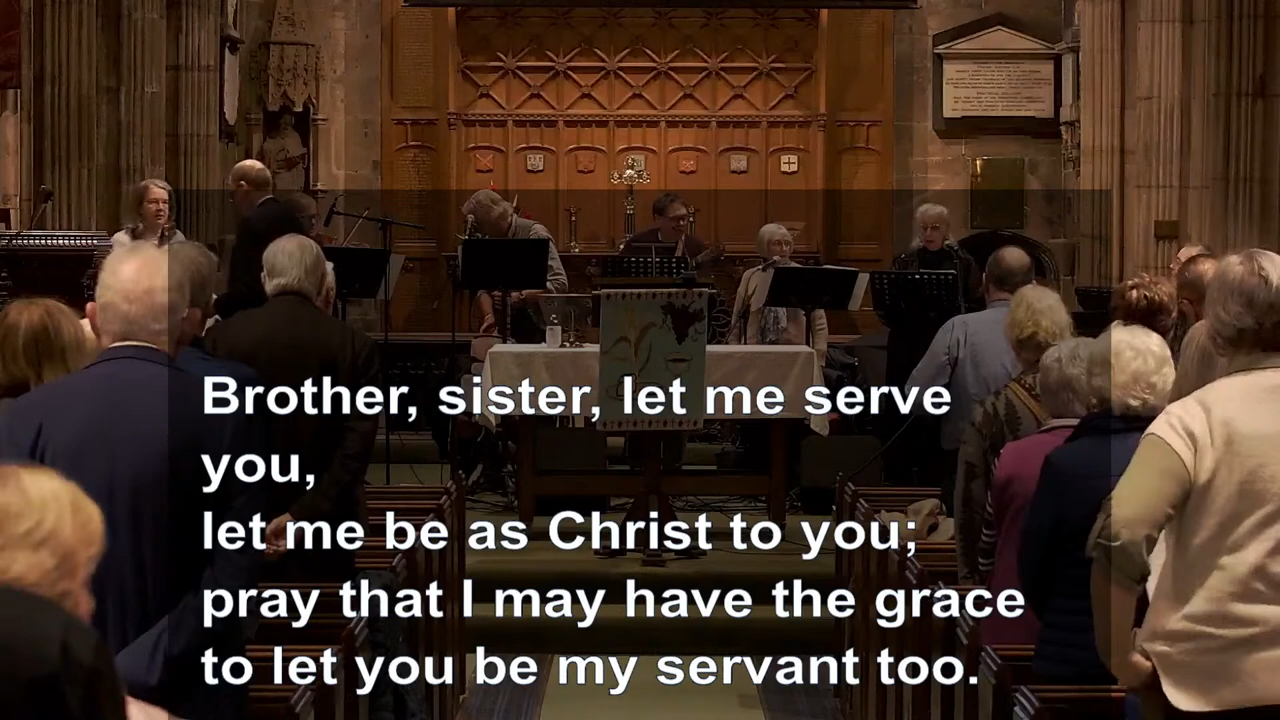 Brother, sister, let me serve
you,
let me be as Christ to you;
pray that I may have the grace
to let you be my servant too.